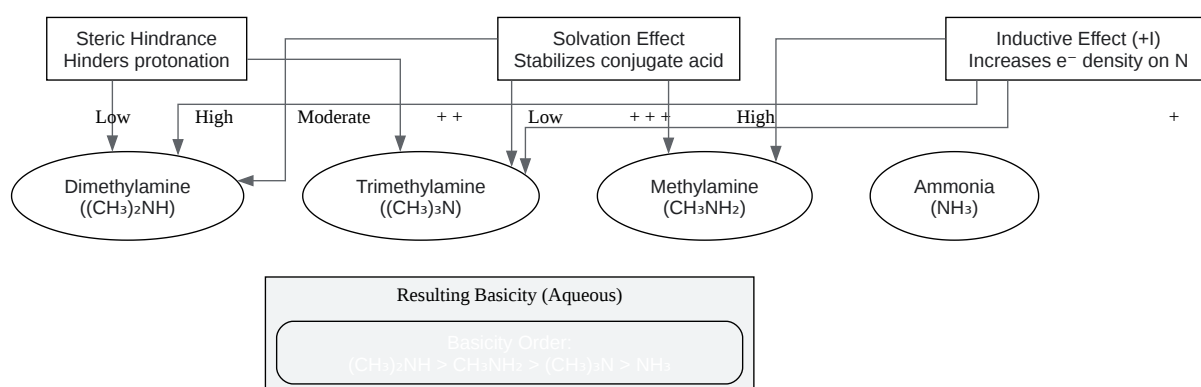 Steric Hindrance
Hinders protonation
Solvation Effect
Stabilizes conjugate acid
Inductive Effect (+I)
Increases e⁻ density on N
Low
High
Moderate
+ +
Low
+ + +
High
+
Dimethylamine
((CH₃)₂NH)
Trimethylamine
((CH₃)₃N)
Methylamine
(CH₃NH₂)
Ammonia
(NH₃)
Resulting Basicity (Aqueous)
Basicity Order:
(CH₃)₂NH > CH₃NH₂ > (CH₃)₃N > NH₃